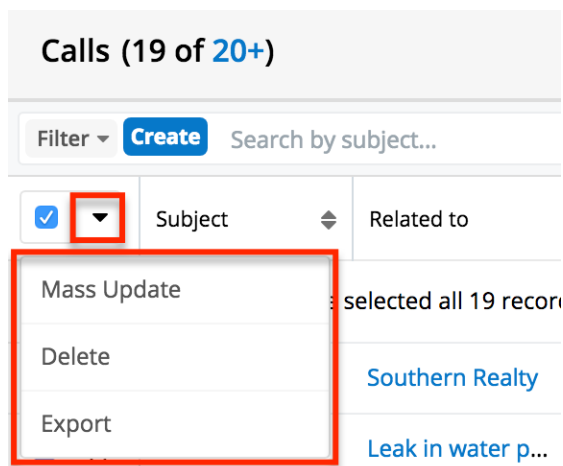 Calls (19 of 20+)
Filter Create Search by subject...
Subject Related to
Mass Update
selected all 19 recor
Delete
Southern Realty
Export
Leak in water p...